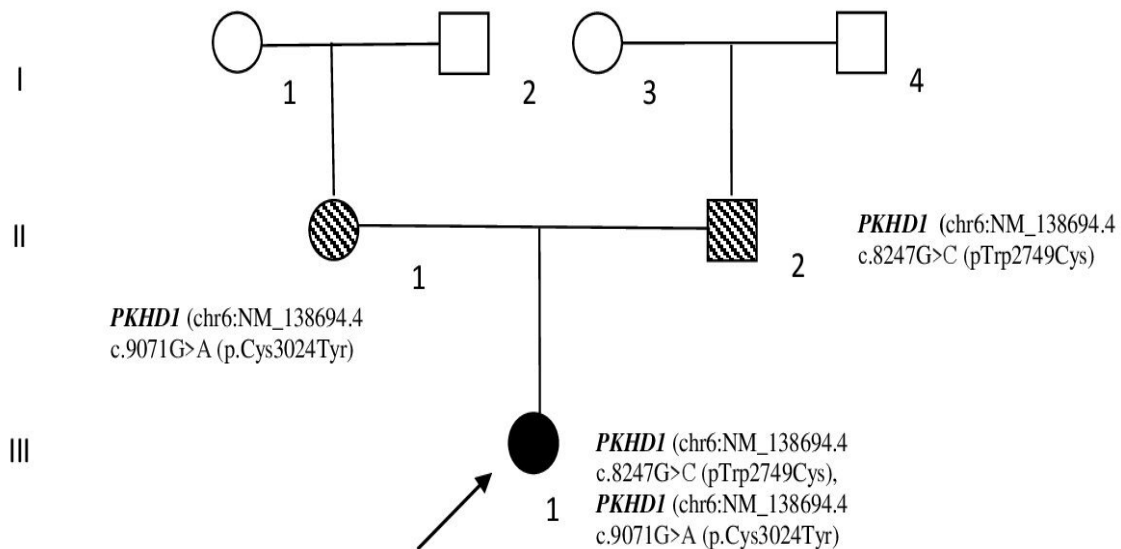 I
1
2
3
4
II
1
2
PKHD1 (chr6:NM_138694.4
c.8247G>C (pTrp2749Cys)
PKHD1 (chr6:NM_138694.4
c.9071G>A (p.Cys3024Tyr)
III
1
PKHD1 (chr6:NM_138694.4
c.8247G>C (pTrp2749Cys),
PKHD1 (chr6:NM_138694.4
c.9071G>A (p.Cys3024Tyr)